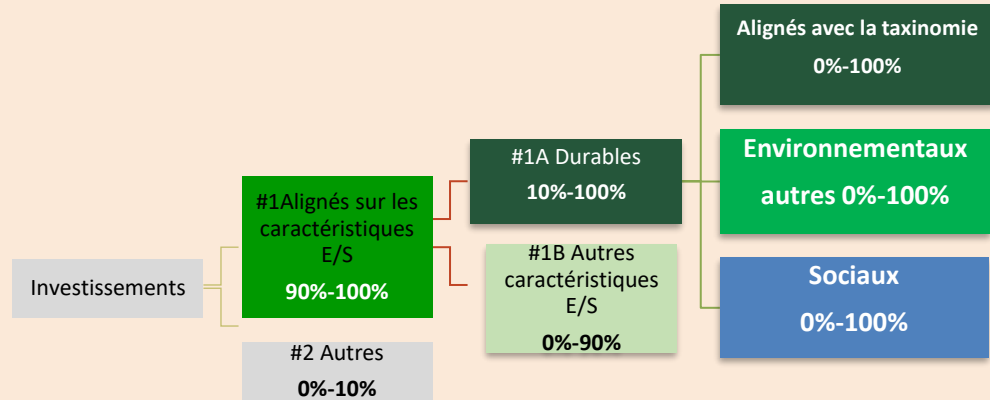 Investissements
#1Alignés sur les
caractéristiques
E/S
90%-100%
#2 Autres
0%-10%
#1A Durables
10%-100%
#1B Autres
caractéristiques
E/S
0%-90%
Alignés avec la taxinomie
0%-100%
Environnementaux
autres 0%-100%
Sociaux
0%-100%